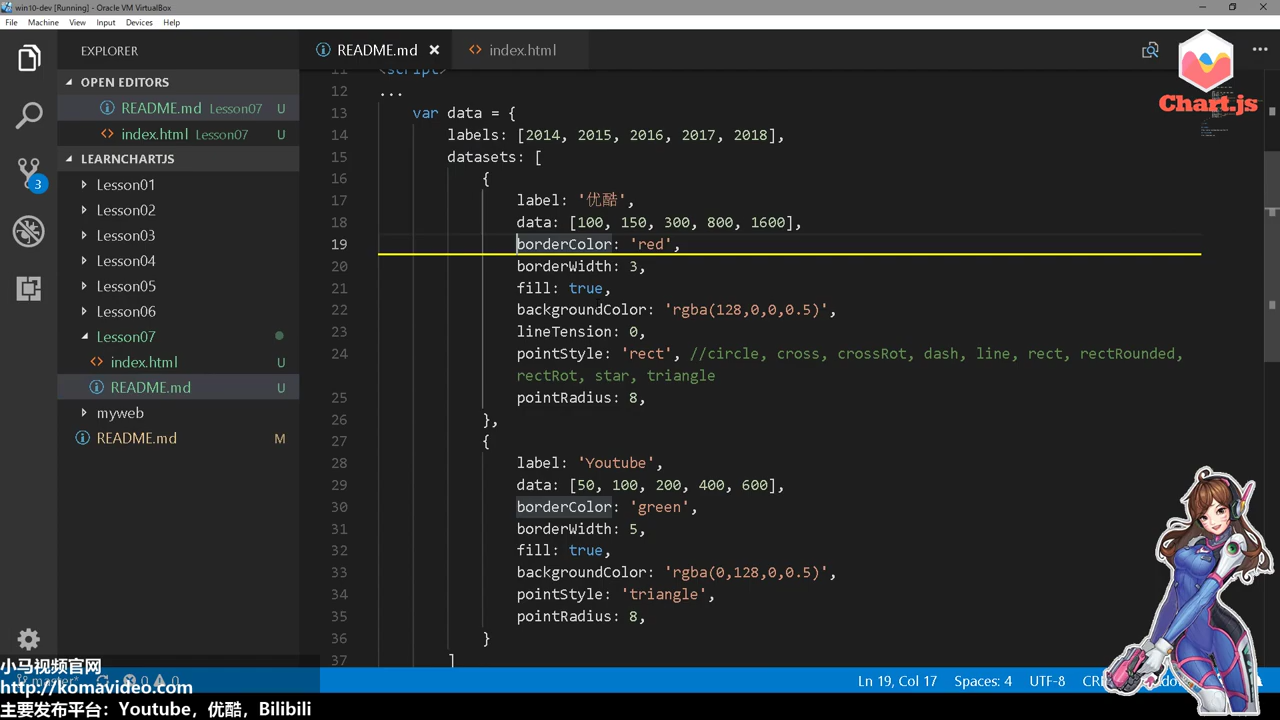 win10-dev [Running] - Oracle VM VirtualBox
File Machine View Input Devices Help
EXPLORER
README.md
index.html
Chart.js
OPEN EDITORS
README.md Lesson07 U
index.html Lesson07 U
LEARNCHARTJS
Lesson01
Lesson02
Lesson03
Lesson04
Lesson05
Lesson06
Lesson07
index.html U
README.md U
myweb
README.md M
3
11 <script>
12 ...
13 var data = {
14 labels: [2014, 2015, 2016, 2017, 2018],
15 datasets: [
16 {
17 label: '优酷',
18 data: [100, 150, 300, 800, 1600],
19 borderColor: 'red',
20 borderWidth: 3,
21 fill: true,
22 backgroundColor: 'rgba(128,0,0,0.5)',
23 lineTension: 0,
24 pointStyle: 'rect', //circle, cross, crossRot, dash, line, rect, rectRounded,
rectRot, star, triangle
25 pointRadius: 8,
26 },
27 {
28 label: 'Youtube',
29 data: [50, 100, 200, 400, 600],
30 borderColor: 'green',
31 borderWidth: 5,
32 fill: true,
33 backgroundColor: 'rgba(0,128,0,0.5)',
34 pointStyle: 'triangle',
35 pointRadius: 8,
36 }
37 ]
小马视频官网
http://komavideo.com
主要发布平台：Youtube，优酷，Bilibili
master* 0 0
Ln 19, Col 17 Spaces: 4 UTF-8